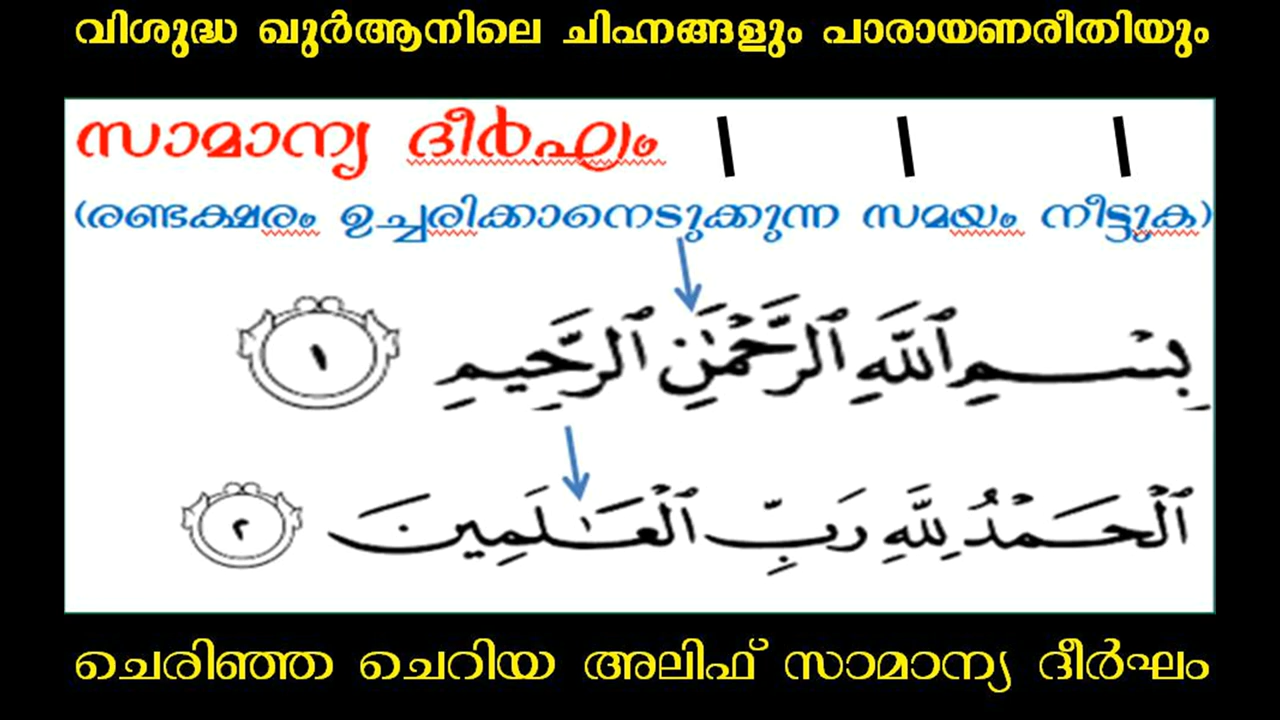 വിശുദ്ധ ഖുർആനിലെ ചിഹ്നങ്ങളും പാരായണരീതിയും
സാമാന്യ ദീർഘം
(രണ്ടക്ഷരം ഉച്ചരിക്കാനെടുക്കുന്ന സമയം നീട്ടുക)
بِسْمِ ٱللَّهِ ٱلرَّحْمَـٰنِ ٱلرَّحِيمِ ١
ٱلْحَمْدُ لِلَّهِ رَبِّ ٱلْعَـٰلَمِينَ ٢
ചെരിഞ്ഞ ചെറിയ അലിഫ് സാമാന്യ ദീർഘം